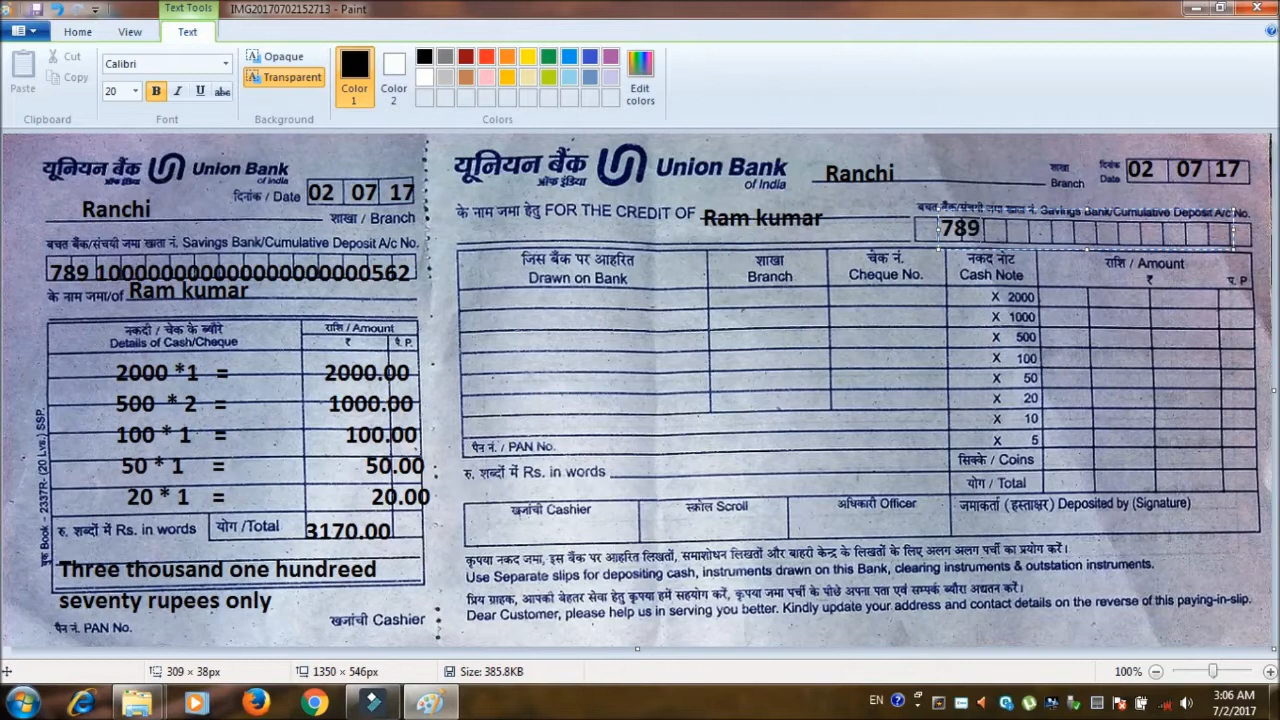 Text Tools
IMG20170702152713 - Paint
Home View Text
Paste
Cut
Copy
Clipboard
Calibri
20 B I U abc
Font
Opaque
Transparent
Background
Color 1
Color 2
Edit colors
Colors
यूनियन बैंक Union Bank
ऑफ इंडिया of India
दिनांक / Date 02 07 17
Ranchi
शाखा / Branch
बचत बैंक/संचयी जमा खाता नं. Savings Bank/Cumulative Deposit A/c No.
789 10000000000000000000000562
के नाम जमा/of Ram kumar
नकदी / चेक के ब्यौरे राशि / Amount
Details of Cash/Cheque ₹ पै. P.
2000 *1 = 2000.00
500 * 2 = 1000.00
100 * 1 = 100.00
50 * 1 = 50.00
20 * 1 = 20.00
रु. शब्दों में Rs. in words योग /Total 3170.00
Three thousand one hundreed
seventy rupees only
खजांची Cashier
पैन नं. PAN No.
बुक Book - 2337R- (20 Lvs.) SSP.
यूनियन बैंक Union Bank
ऑफ इंडिया of India
Ranchi
शाखा Branch
दिनांक Date 02 07 17
के नाम जमा हेतु FOR THE CREDIT OF Ram kumar
बचत बैंक/संचयी जमा खाता नं. Savings Bank/Cumulative Deposit A/c No.
789
जिस बैंक पर आहरित शाखा चेक नं. नकद नोट राशि / Amount
Drawn on Bank Branch Cheque No. Cash Note ₹ पै. P
X 2000
X 1000
X 500
X 100
X 50
X 20
X 10
X 5
पैन नं. / PAN No.
सिक्के / Coins
रु. शब्दों में Rs. in words
योग / Total
खजांची Cashier स्क्रोल Scroll अधिकारी Officer जमाकर्ता (हस्ताक्षर) Deposited by (Signature)
कृपया नकद जमा, इस बैंक पर आहरित लिखतों, समाशोधन लिखतों और बाहरी केन्द्र के लिखतों के लिए अलग अलग पर्ची का प्रयोग करें।
Use Separate slips for depositing cash, instruments drawn on this Bank, clearing instruments & outstation instruments.
प्रिय ग्राहक, आपकी बेहतर सेवा हेतु कृपया हमें सहयोग करें, कृपया जमा पर्ची के पीछे अपना पता एवं सम्पर्क ब्यौरा अद्यतन करें।
Dear Customer, please help us in serving you better. Kindly update your address and contact details on the reverse of this paying-in-slip.
309 × 38px
1350 × 546px
Size: 385.8KB
100%
EN
3:06 AM
7/2/2017